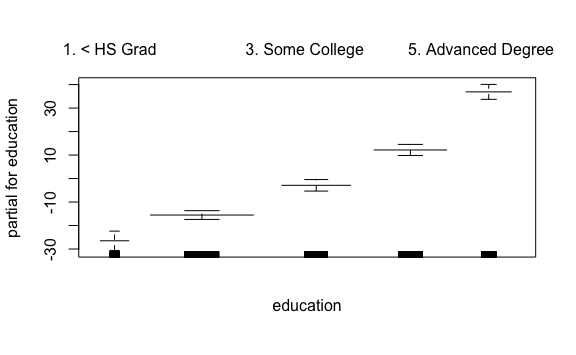 1. < HS Grad 3. Some College 5. Advanced Degree
partial for education
30
10
-10
-30
education